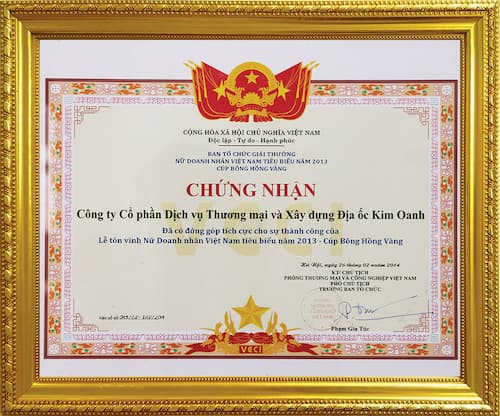 CỘNG HÒA XÃ HỘI CHỦ NGHĨA VIỆT NAM
Độc lập - Tự do - Hạnh phúc
BAN TỔ CHỨC GIẢI THƯỞNG
NỮ DOANH NHÂN VIỆT NAM TIÊU BIỂU NĂM 2013
CÚP BÔNG HỒNG VÀNG
CHỨNG NHẬN
Công ty Cổ phần Dịch vụ Thương mại và Xây dựng Địa ốc Kim Oanh
Đã có đóng góp tích cực cho sự thành công của
Lễ tôn vinh Nữ Doanh nhân Việt Nam tiêu biểu năm 2013 - Cúp Bông Hồng Vàng
Hà Nội, ngày 26 tháng 02 năm 2014
KT/ CHỦ TỊCH
PHÒNG THƯƠNG MẠI VÀ CÔNG NGHIỆP VIỆT NAM
PHÓ CHỦ TỊCH
TRƯỞNG BAN TỔ CHỨC
Vào sổ số
Phạm Gia Túc
VCCI